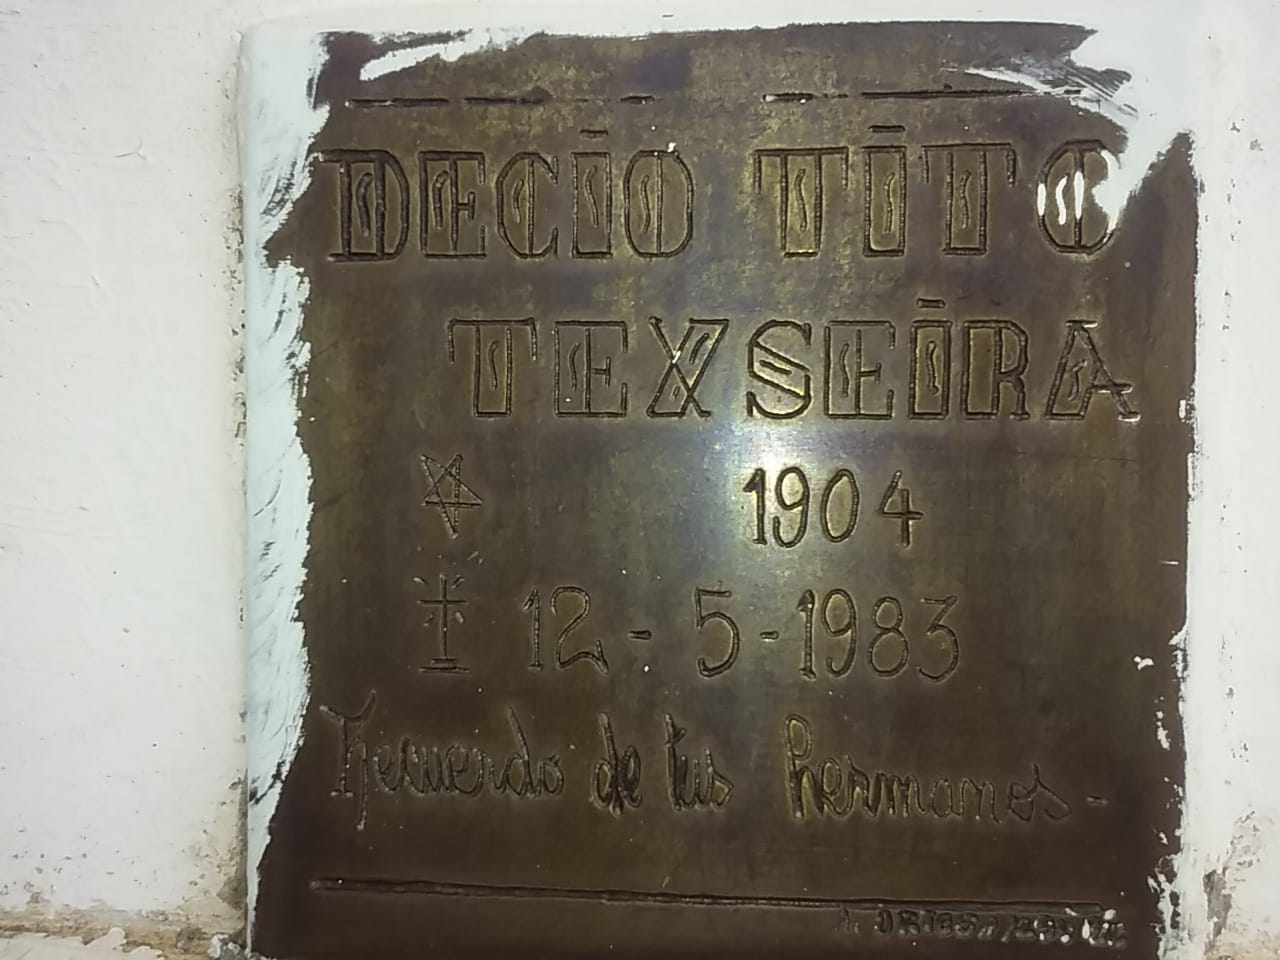 DECIO TITO
TEXSEIRA
1904
12-5-1983
Recuerdo de tus hermanos-